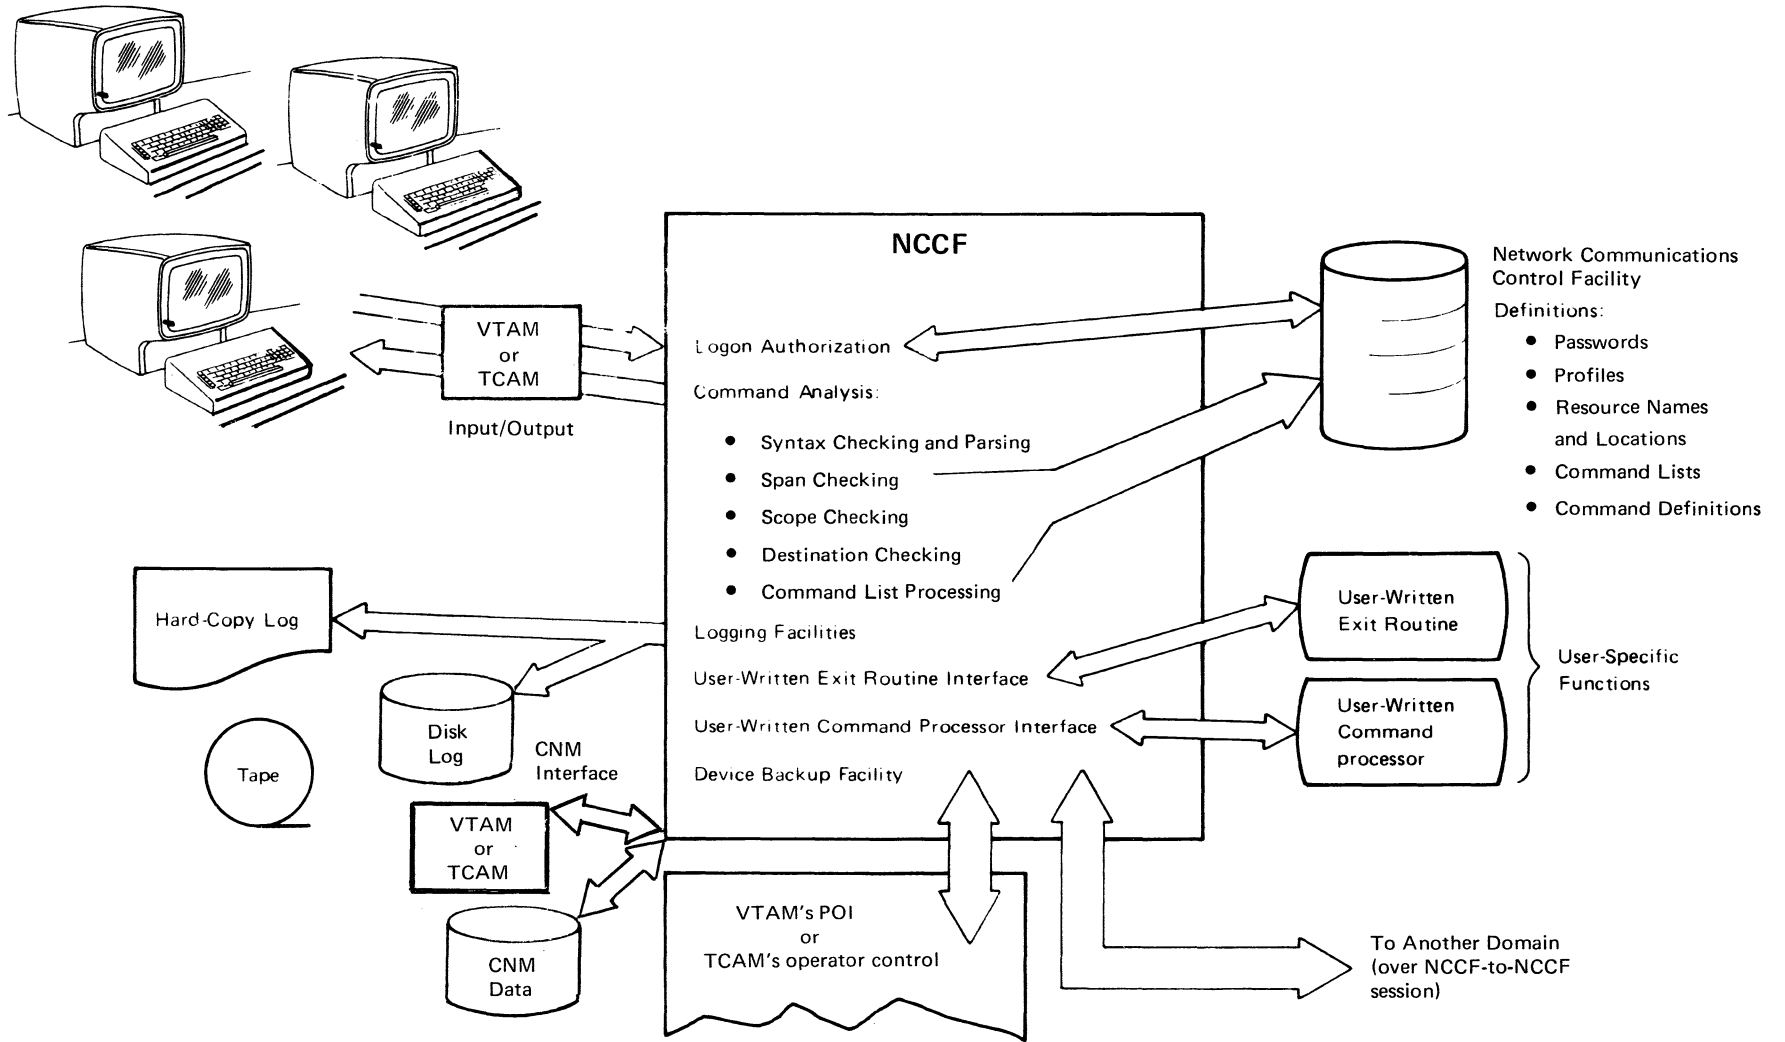 NCCF
VTAM
or
TCAM
Input/Output
Logon Authorization
Command Analysis:
• Syntax Checking and Parsing
• Span Checking
• Scope Checking
• Destination Checking
• Command List Processing
Logging Facilities
User-Written Exit Routine Interface
User-Written Command Processor Interface
Device Backup Facility
Network Communications
Control Facility
Definitions:
• Passwords
• Profiles
• Resource Names
and Locations
• Command Lists
• Command Definitions
User-Written
Exit Routine
User-Written
Command
processor
User-Specific
Functions
Hard-Copy Log
Disk
Log
Tape
CNM
Interface
VTAM
or
TCAM
CNM
Data
VTAM's POI
or
TCAM's operator control
To Another Domain
(over NCCF-to-NCCF
session)